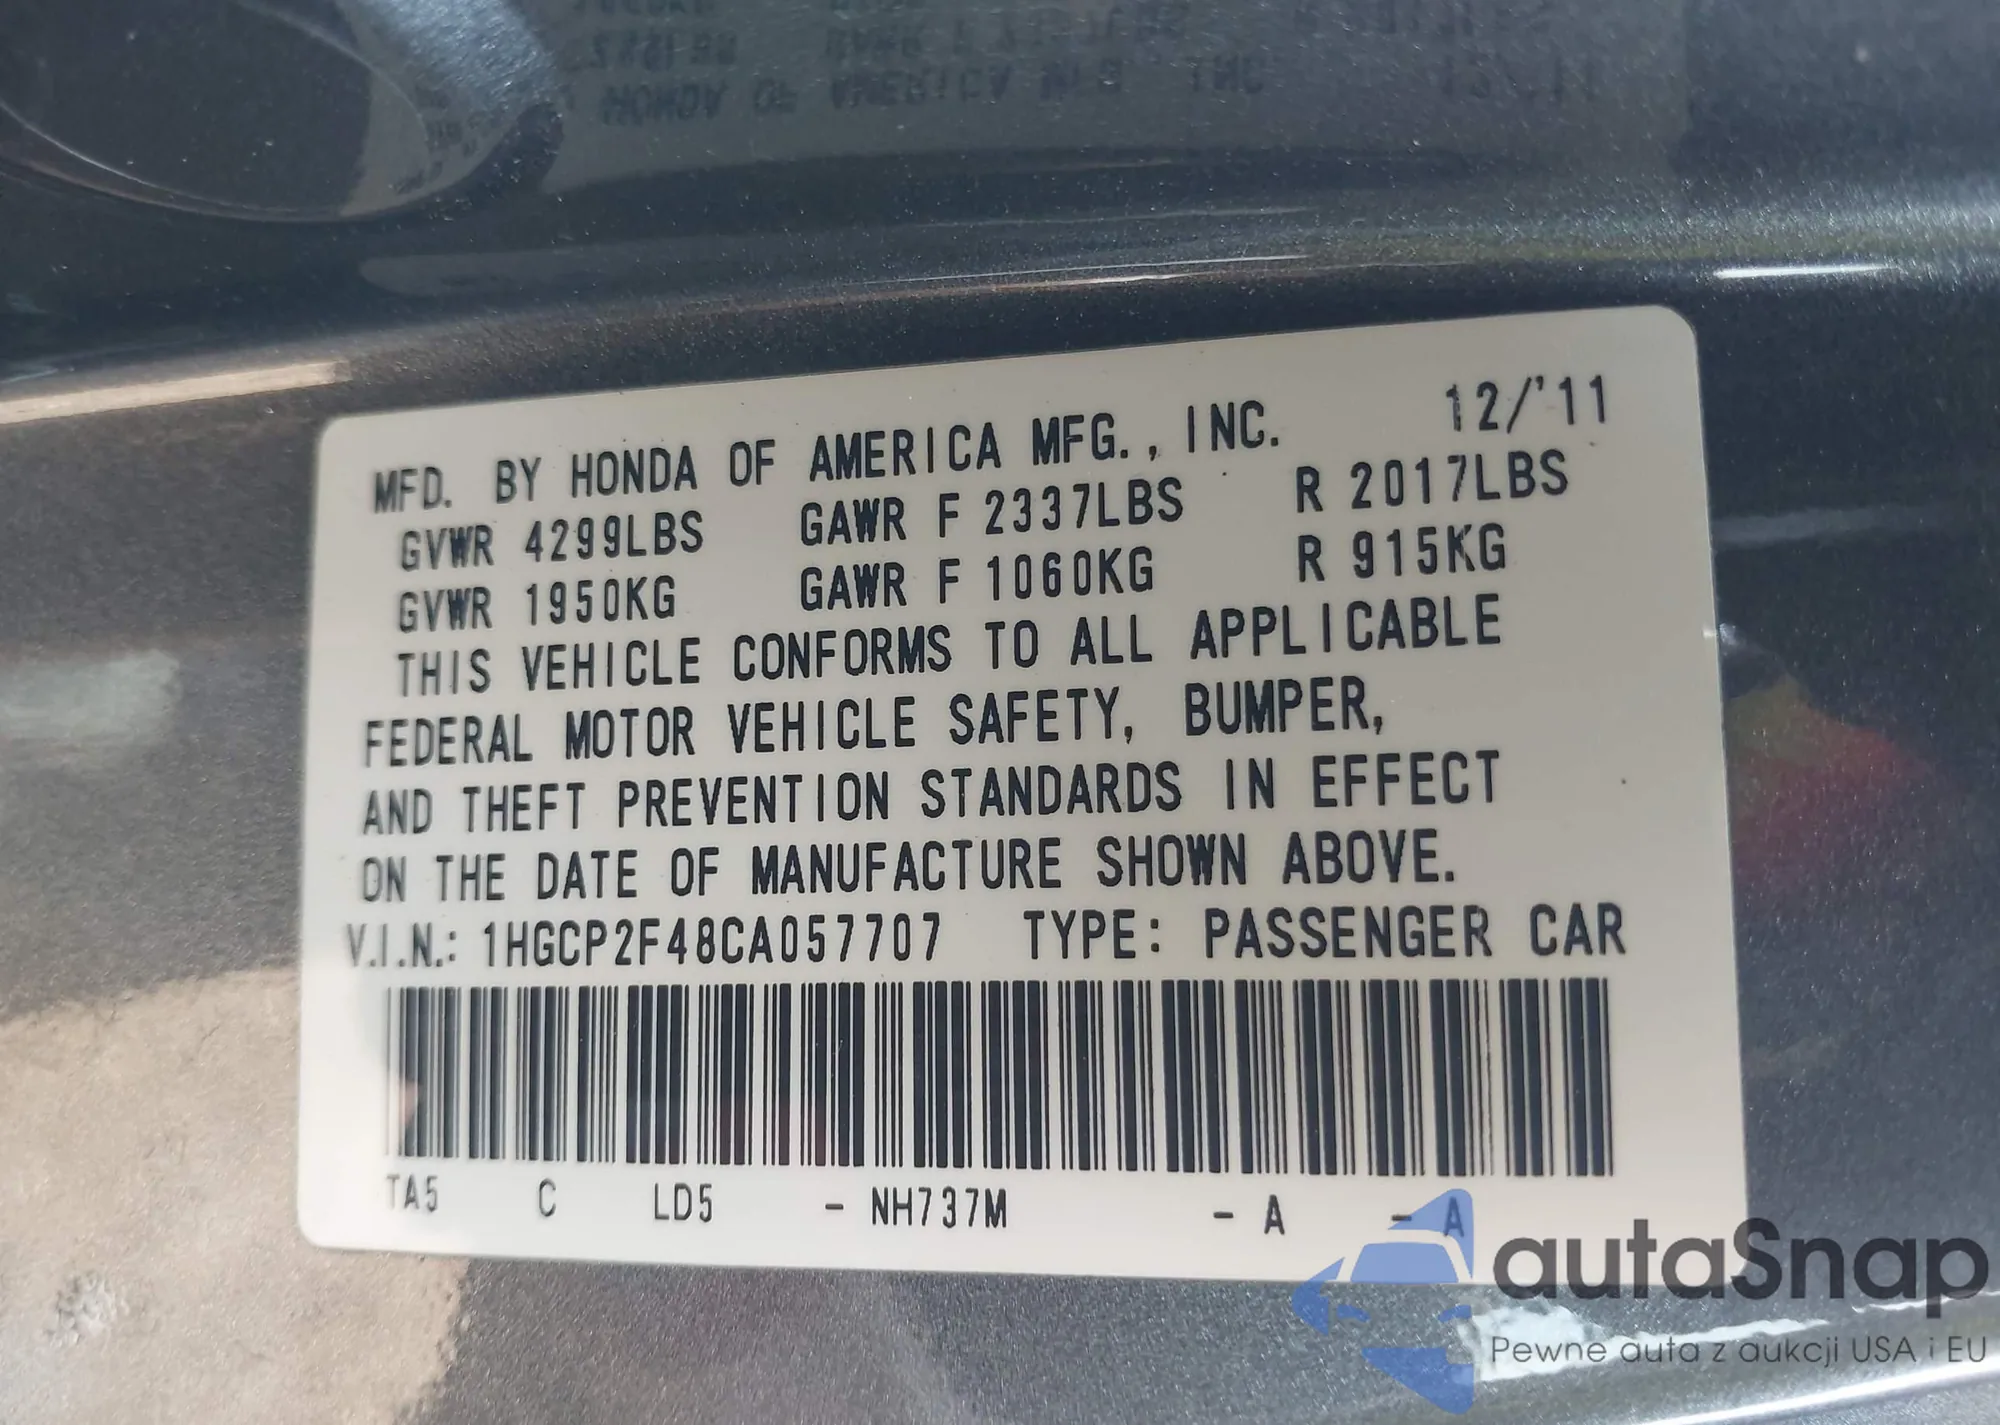 MFD. BY HONDA OF AMERICA MFG., INC. 12/'11
GVWR 4299LBS GAWR F 2337LBS R 2017LBS
GVWR 1950KG GAWR F 1060KG R 915KG
THIS VEHICLE CONFORMS TO ALL APPLICABLE
FEDERAL MOTOR VEHICLE SAFETY, BUMPER,
AND THEFT PREVENTION STANDARDS IN EFFECT
ON THE DATE OF MANUFACTURE SHOWN ABOVE.
V.I.N.: 1HGCP2F48CA057707 TYPE: PASSENGER CAR
TA5 C LD5 - NH737M - A - A
autaSnap
Pewne auta z aukcji USA i EU